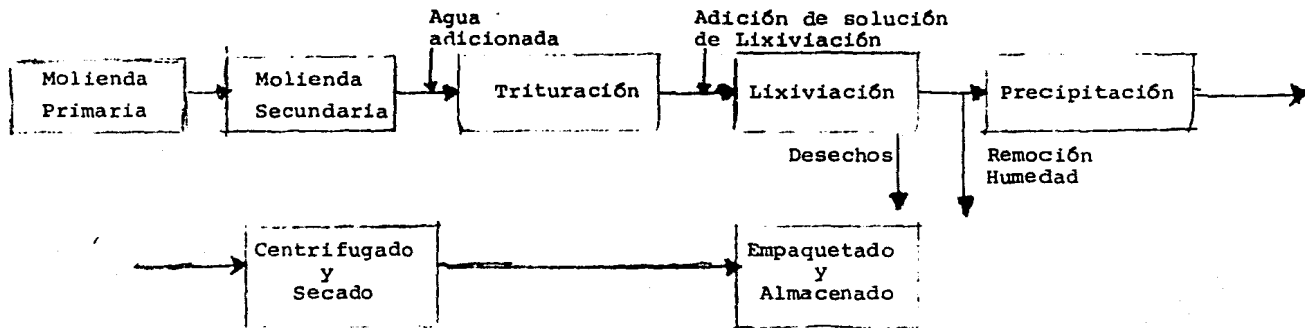 Agua
adicionada
Adición de solución
de Lixiviación
Molienda
Primaria
Molienda
Secundaria
Trituración
Lixiviación
Precipitación
Desechos
Remoción
Humedad
Centrifugado
y
Secado
Empaquetado
y
Almacenado